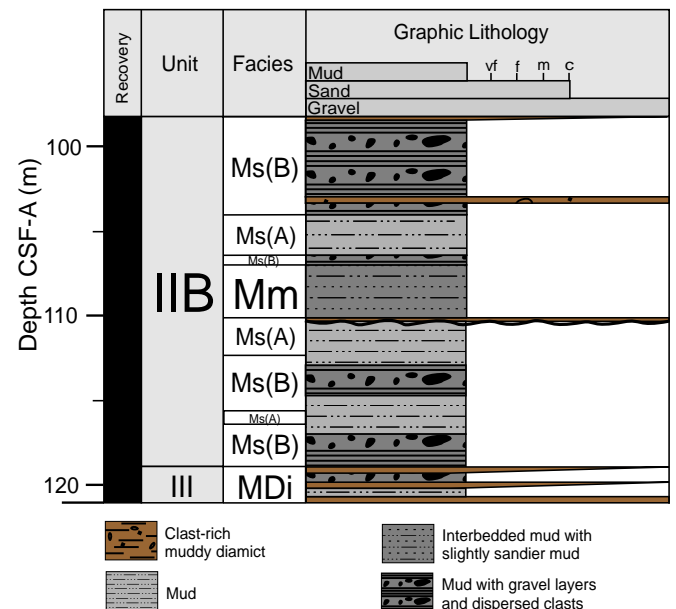 Recovery
Unit
Facies
Graphic Lithology
Mud
vf f m c
Sand
Gravel
Depth CSF-A (m)
100
110
120
IIB
III
Ms(B)
Ms(A)
Ms(B)
Mm
Ms(A)
Ms(B)
Ms(A)
Ms(B)
MDi
Clast-rich
muddy diamict
Mud
Interbedded mud with
slightly sandier mud
Mud with gravel layers
and dispersed clasts